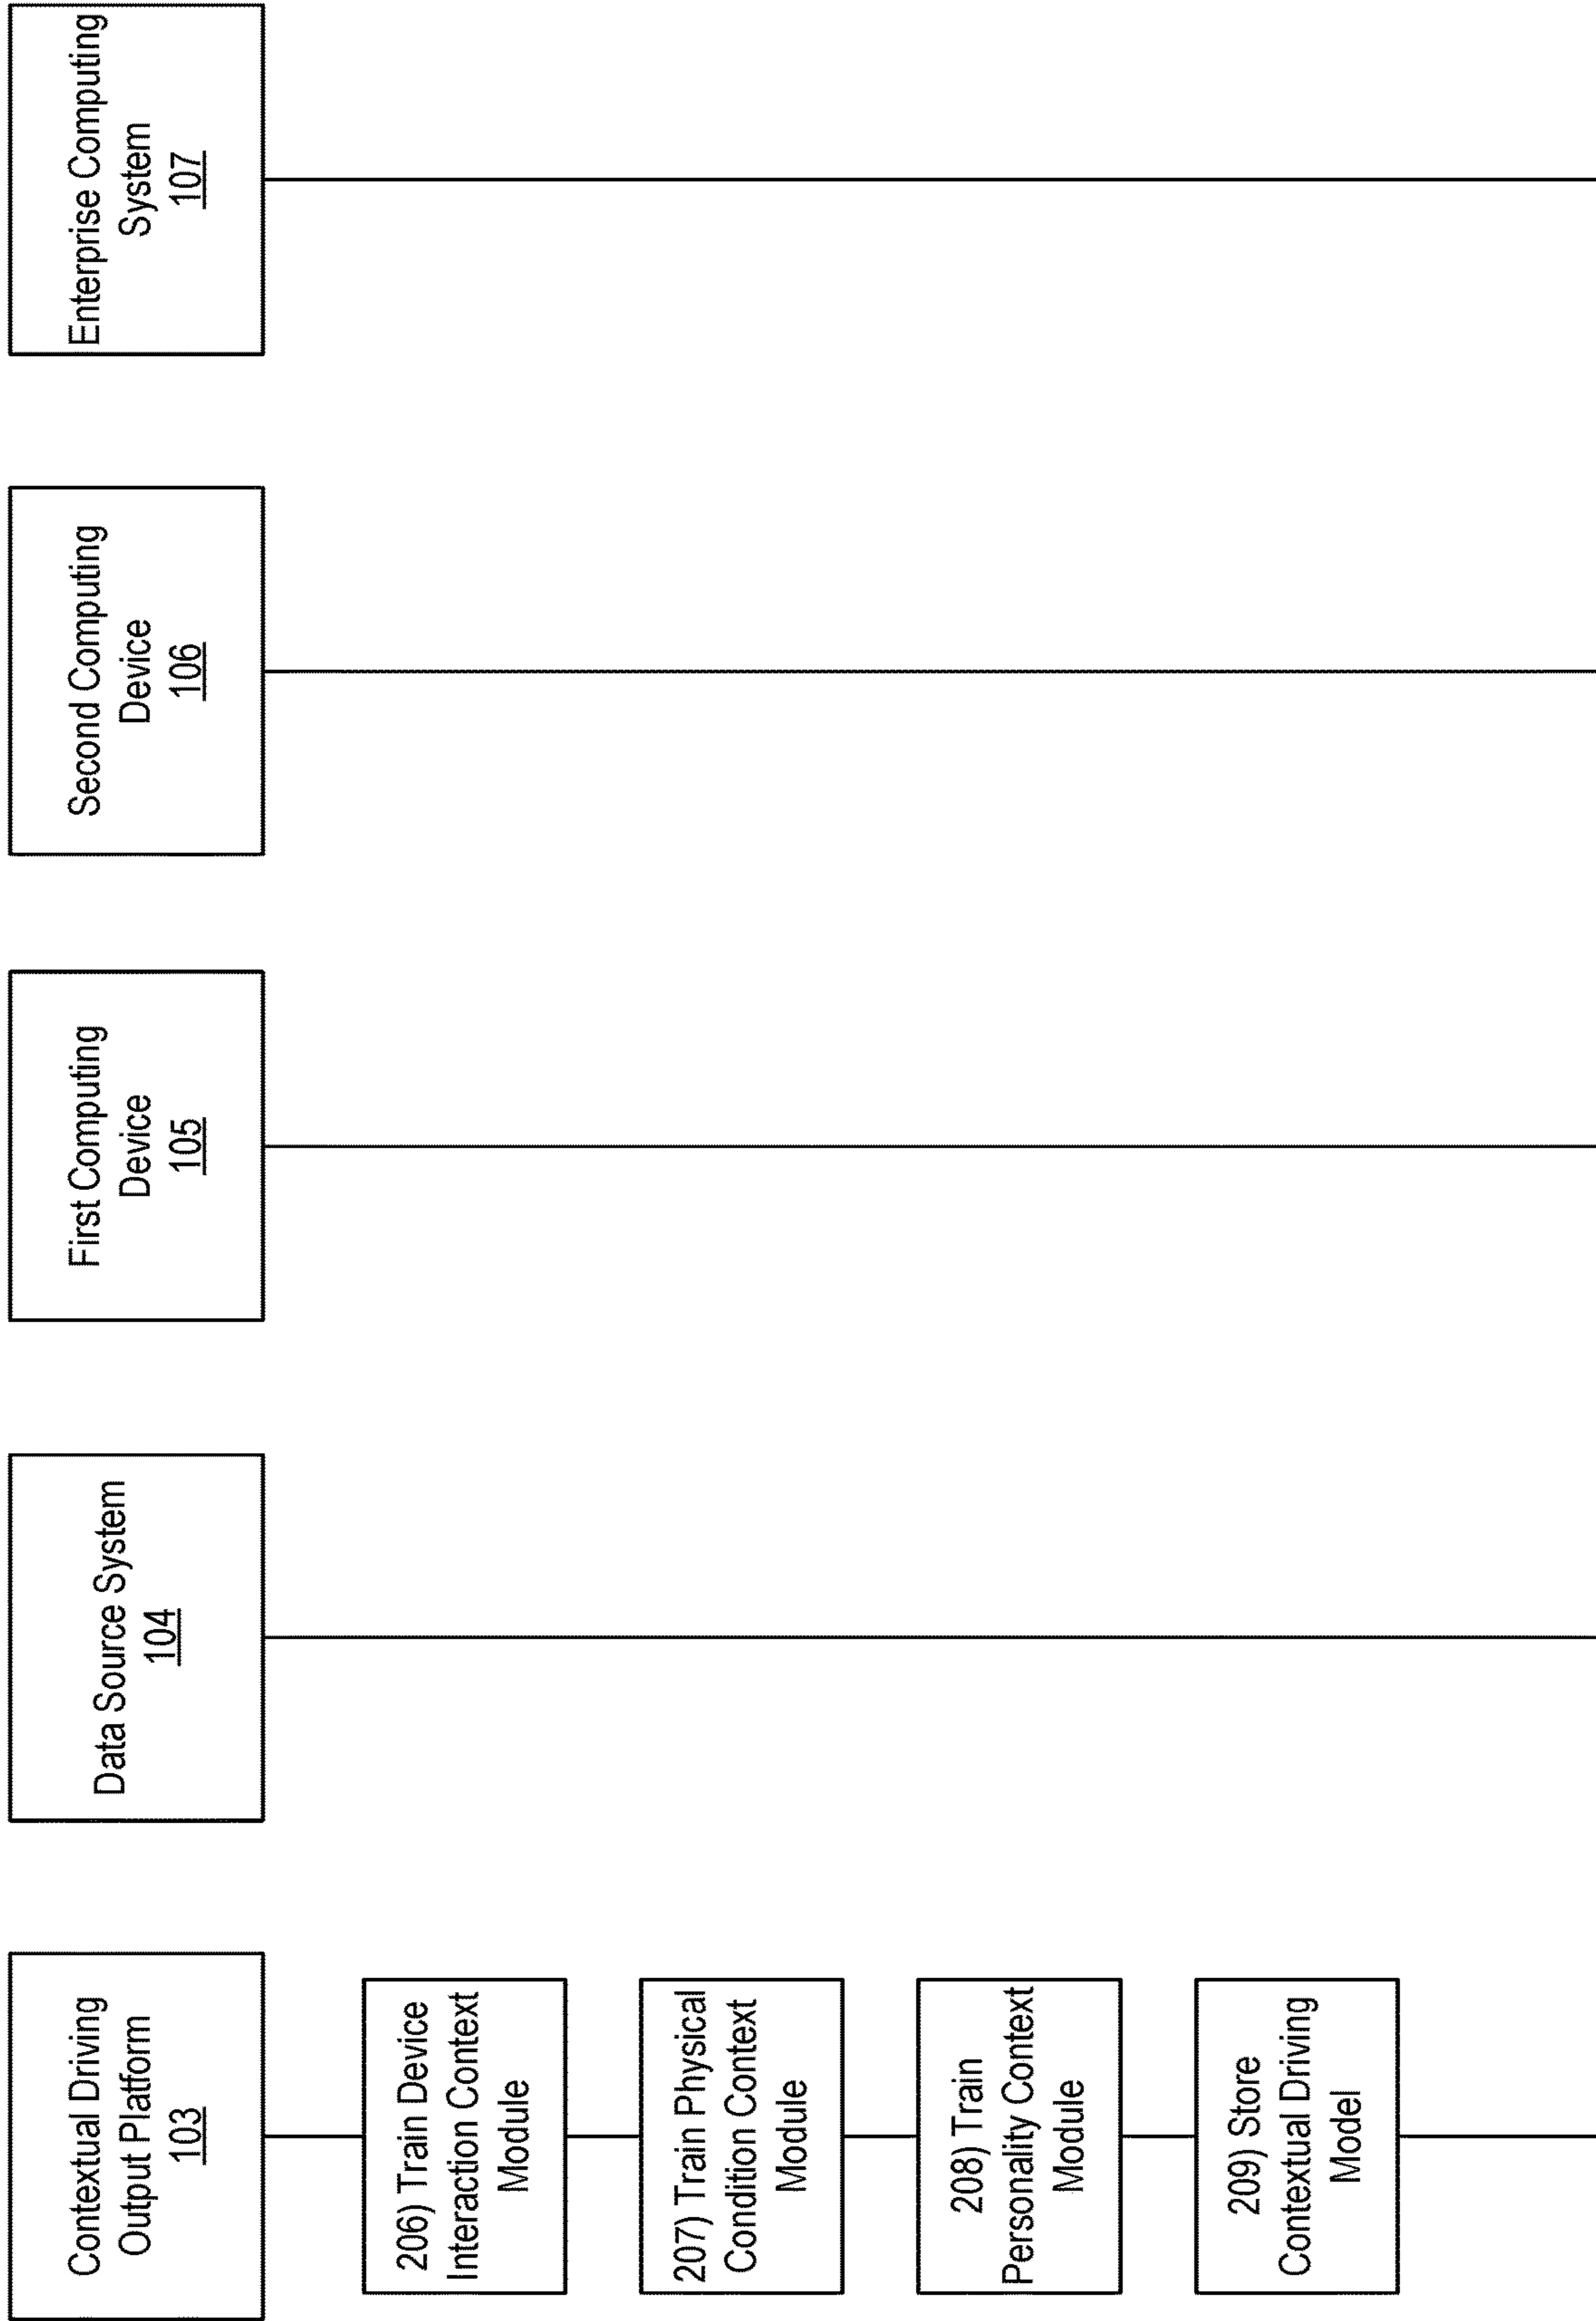 Contextual Driving
Output Platform
103
Data Source System
104
First Computing
Device
105
Second Computing
Device
106
Enterprise Computing
System
107
206) Train Device
Interaction Context
Module
207) Train Physical
Condition Context
Module
208) Train
Personality Context
Module
209) Store
Contextual Driving
Model